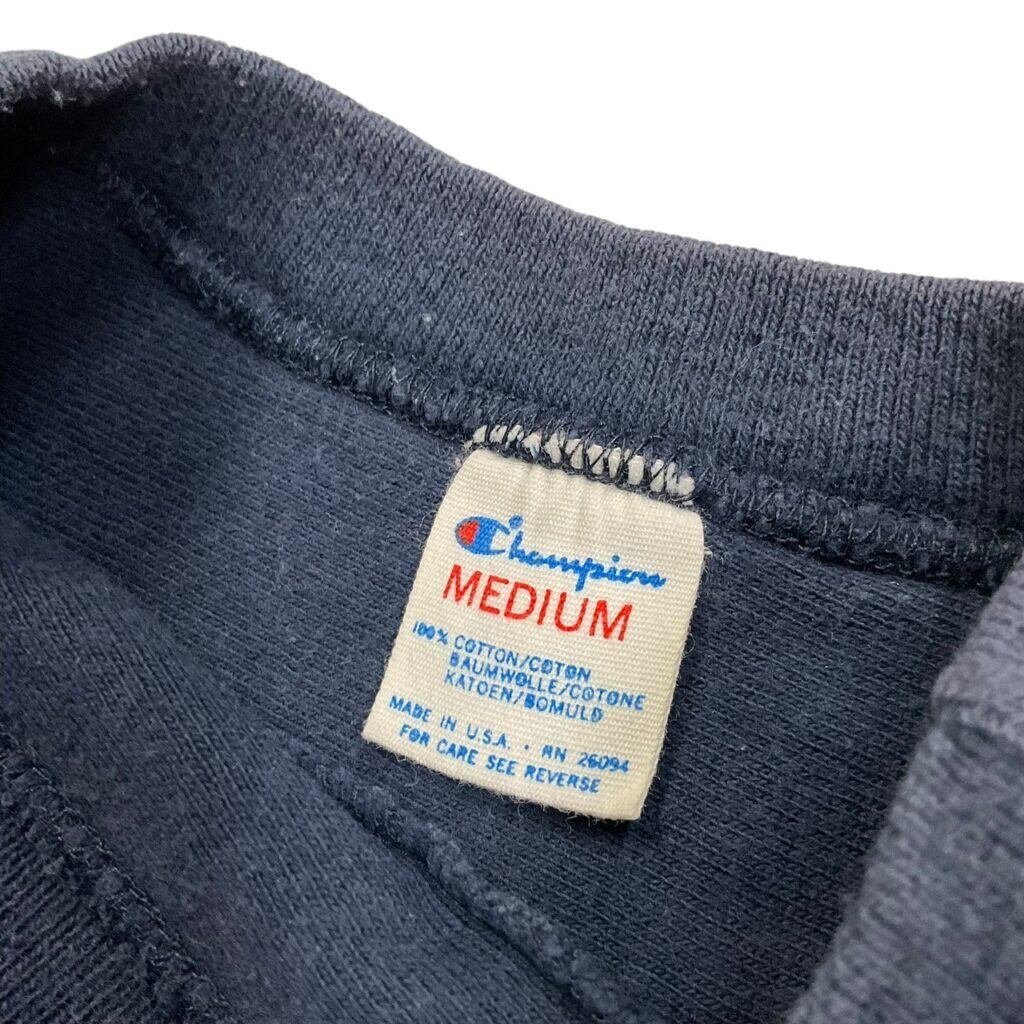 Champion
MEDIUM
100% COTTON/COTON
BAUMWOLLE/COTONE
KATOEN/BOMULD
MADE IN U.S.A. • RN 26094
FOR CARE SEE REVERSE